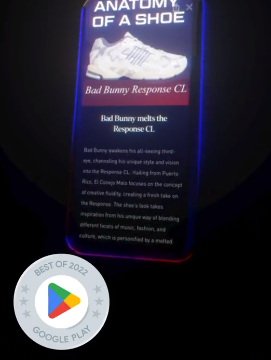 ANATOMY
OF A SHOE
Bad Bunny Response CL
Bad Bunny melts the
Response CL
Bad Bunny awakens his all-seeing third-
eye, channeling his unique style and vision
into the Response CL. Hailing from Puerto
Rico, El Conejo Malo focuses on the concept
of creative fluidity, creating a fresh take on
the Response. The shoe's look takes
inspiration from his unique way of blending
different facets of music, fashion, and
culture, which is personified by a melted
BEST OF 2022
GOOGLE PLAY